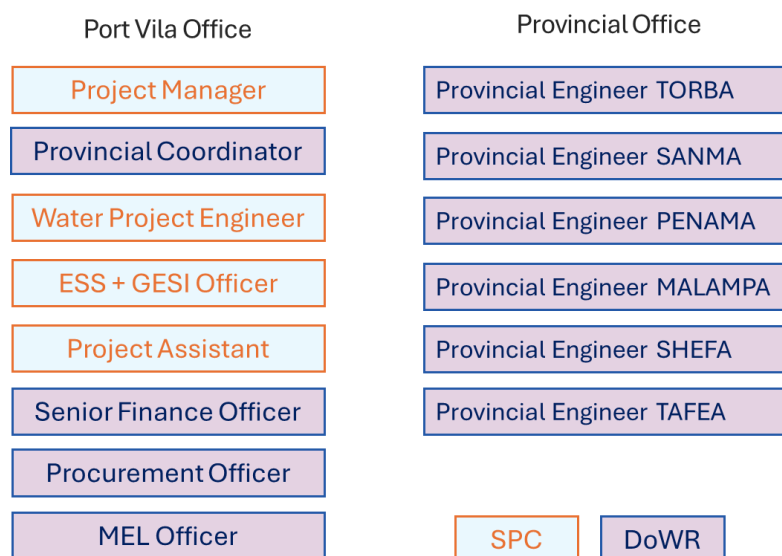 Port Vila Office
Project Manager
Provincial Coordinator
Water Project Engineer
ESS + GESI Officer
Project Assistant
Senior Finance Officer
Procurement Officer
MEL Officer
Provincial Office
Provincial Engineer TORBA
Provincial Engineer SANMA
Provincial Engineer PENAMA
Provincial Engineer MALAMPA
Provincial Engineer SHEFA
Provincial Engineer TAFEA
SPC
DoWR